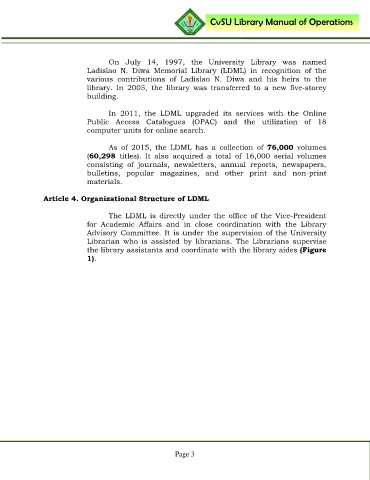 CvSU Library Manual of Operations
On July 14, 1997, the University Library was named
Ladislao N. Diwa Memorial Library (LDML) in recognition of the
various contributions of Ladislao N. Diwa and his heirs to the
library. In 2005, the library was transferred to a new five-storey
building.
In 2011, the LDML upgraded its services with the Online
Public Access Catalogues (OPAC) and the utilization of 18
computer units for online search.
As of 2015, the LDML has a collection of 76,000 volumes
(60,298 titles). It also acquired a total of 16,000 serial volumes
consisting of journals, newsletters, annual reports, newspapers,
bulletins, popular magazines, and other print and non-print
materials.
Article 4. Organizational Structure of LDML
The LDML is directly under the office of the Vice-President
for Academic Affairs and in close coordination with the Library
Advisory Committee. It is under the supervision of the University
Librarian who is assisted by librarians. The Librarians supervise
the library assistants and coordinate with the library aides (Figure
1).
Page 3